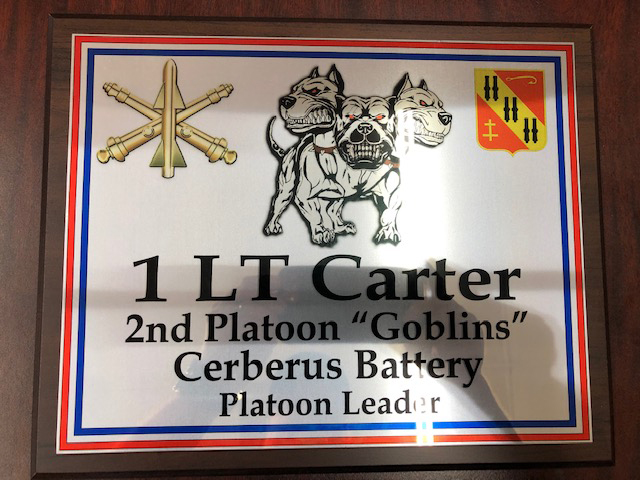 1 LT Carter
2nd Platoon “Goblins”
Cerberus Battery
Platoon Leader